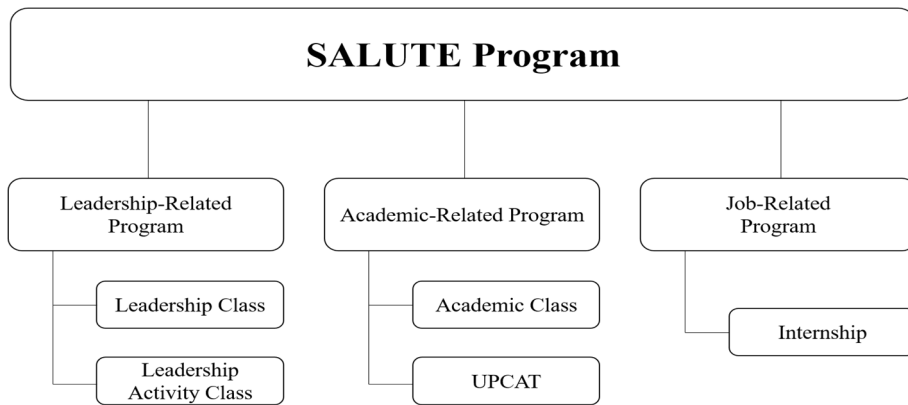 SALUTE Program
Leadership-Related
Program
Leadership Class
Leadership
Activity Class
Academic-Related Program
Academic Class
UPCAT
Job-Related
Program
Internship